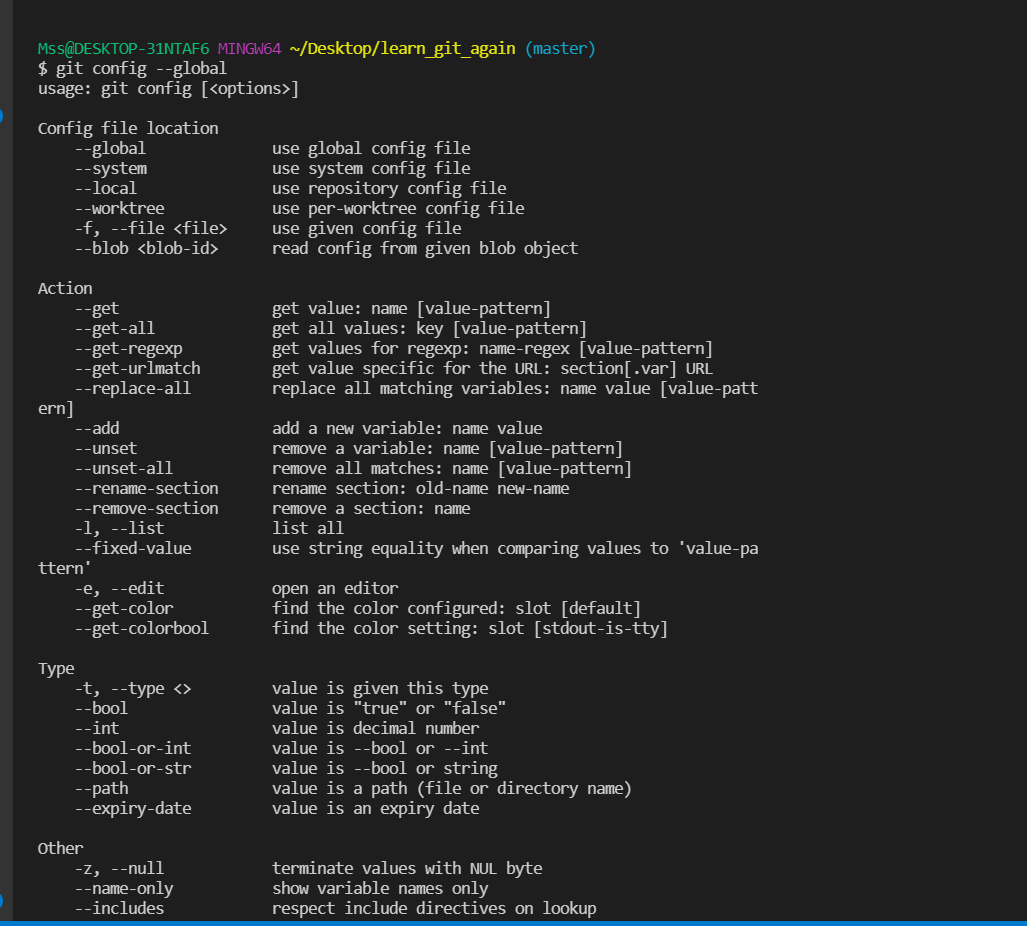 Mss@DESKTOP-31NTAF6 MINGW64 ~/Desktop/learn_git_again (master)
$ git config --global
usage: git config [<options>]

Config file location
    --global              use global config file
    --system              use system config file
    --local               use repository config file
    --worktree            use per-worktree config file
    -f, --file <file>     use given config file
    --blob <blob-id>      read config from given blob object

Action
    --get                 get value: name [value-pattern]
    --get-all             get all values: key [value-pattern]
    --get-regexp          get values for regexp: name-regex [value-pattern]
    --get-urlmatch        get value specific for the URL: section[.var] URL
    --replace-all         replace all matching variables: name value [value-patt
ern]
    --add                 add a new variable: name value
    --unset               remove a variable: name [value-pattern]
    --unset-all           remove all matches: name [value-pattern]
    --rename-section      rename section: old-name new-name
    --remove-section      remove a section: name
    -l, --list            list all
    --fixed-value         use string equality when comparing values to 'value-pa
ttern'
    -e, --edit            open an editor
    --get-color           find the color configured: slot [default]
    --get-colorbool       find the color setting: slot [stdout-is-tty]

Type
    -t, --type <>         value is given this type
    --bool                value is "true" or "false"
    --int                 value is decimal number
    --bool-or-int         value is --bool or --int
    --bool-or-str         value is --bool or string
    --path                value is a path (file or directory name)
    --expiry-date         value is an expiry date

Other
    -z, --null            terminate values with NUL byte
    --name-only           show variable names only
    --includes            respect include directives on lookup